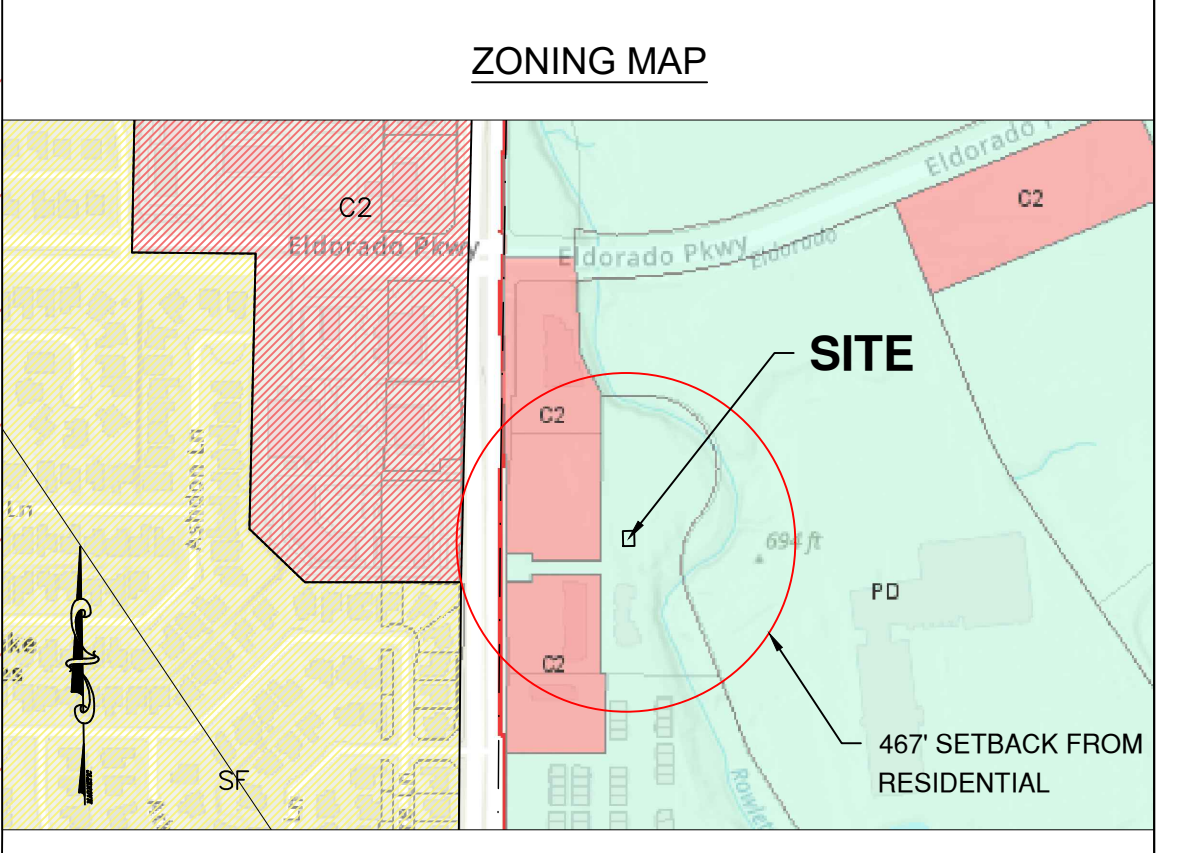 ZONING MAP
C2
Eldorado Pkwy
Eldorado Pkwy
Eldorado
Eldorado
C2
SITE
C2
Ashdon Ln
Ln
694 ft
PD
C2
467' SETBACK FROM
RESIDENTIAL
SF